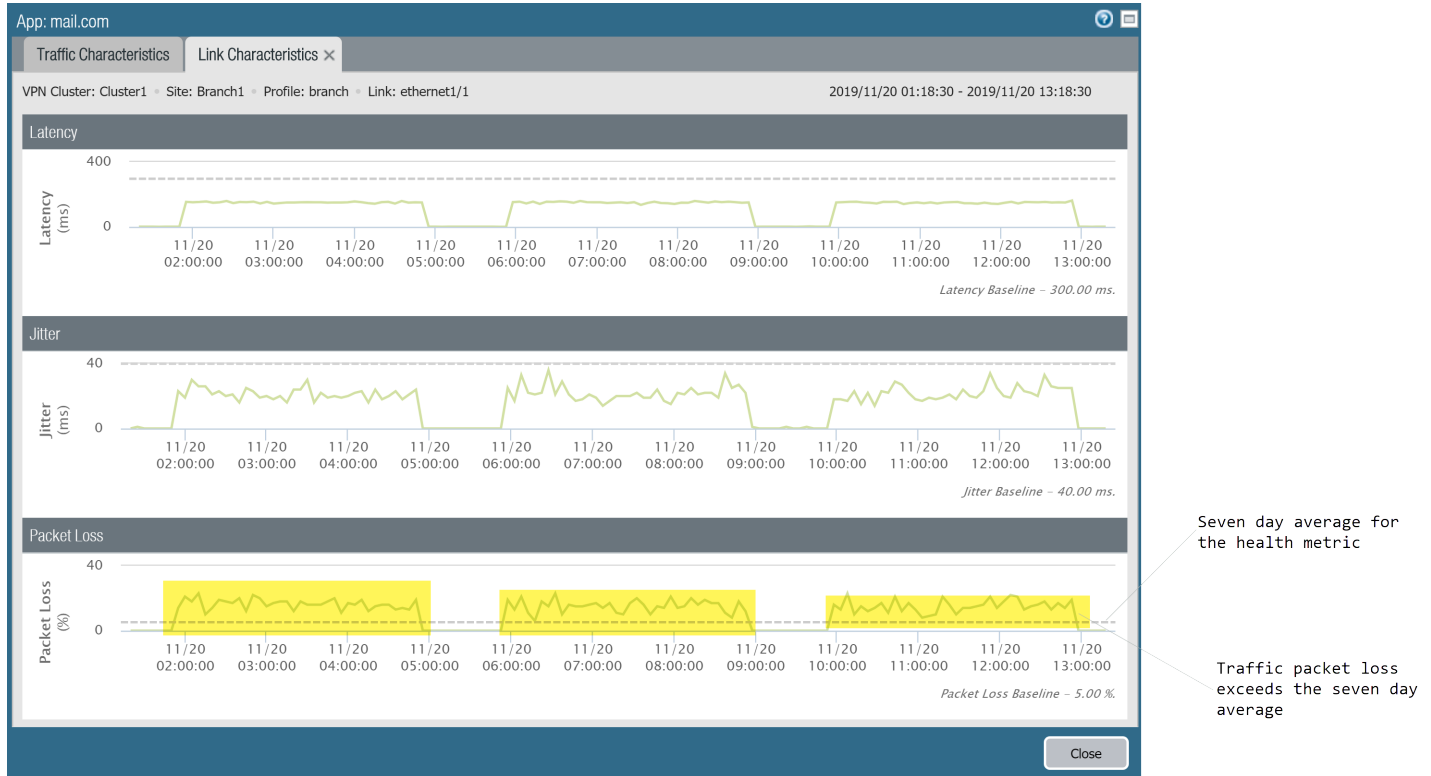 App: mail.com
Traffic Characteristics
Link Characteristics
VPN Cluster: Cluster1 Site: Branch1 Profile: branch Link: ethernet1/1
2019/11/20 01:18:30 - 2019/11/20 13:18:30
Latency
Latency
(ms)
400
0
11/20 11/20 11/20 11/20 11/20 11/20 11/20 11/20 11/20 11/20 11/20 11/20
02:00:00 03:00:00 04:00:00 05:00:00 06:00:00 07:00:00 08:00:00 09:00:00 10:00:00 11:00:00 12:00:00 13:00:00
Latency Baseline – 300.00 ms.
Jitter
Jitter
(ms)
40
0
11/20 11/20 11/20 11/20 11/20 11/20 11/20 11/20 11/20 11/20 11/20 11/20
02:00:00 03:00:00 04:00:00 05:00:00 06:00:00 07:00:00 08:00:00 09:00:00 10:00:00 11:00:00 12:00:00 13:00:00
Jitter Baseline – 40.00 ms.
Packet Loss
Packet Loss
(%)
40
0
11/20 11/20 11/20 11/20 11/20 11/20 11/20 11/20 11/20 11/20 11/20 11/20
02:00:00 03:00:00 04:00:00 05:00:00 06:00:00 07:00:00 08:00:00 09:00:00 10:00:00 11:00:00 12:00:00 13:00:00
Packet Loss Baseline – 5.00 %.
Close
Seven day average for
the health metric
Traffic packet loss
exceeds the seven day
average